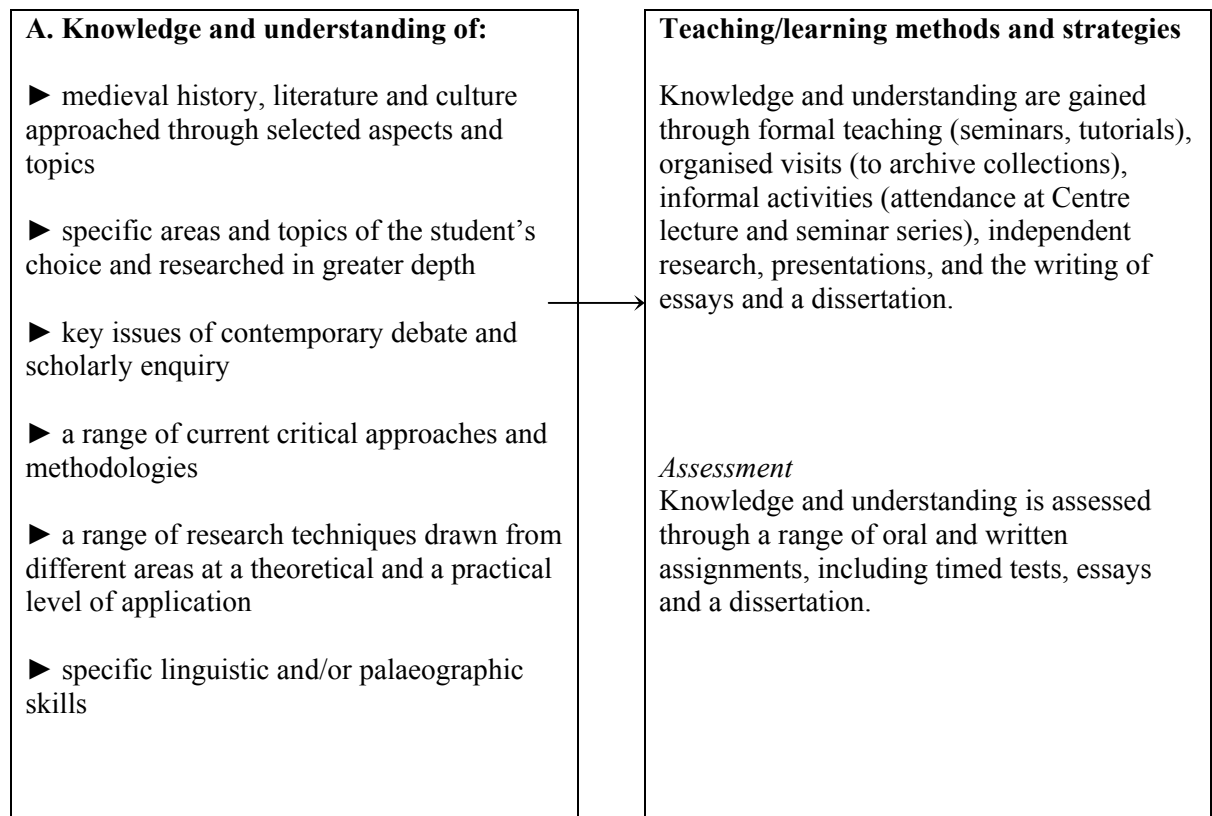 A. Knowledge and understanding of:
► medieval history, literature and culture
approached through selected aspects and
topics
► specific areas and topics of the student’s
choice and researched in greater depth
► key issues of contemporary debate and
scholarly enquiry
► a range of current critical approaches and
methodologies
► a range of research techniques drawn from
different areas at a theoretical and a practical
level of application
► specific linguistic and/or palaeographic
skills
Teaching/learning methods and strategies
Knowledge and understanding are gained
through formal teaching (seminars, tutorials),
organised visits (to archive collections),
informal activities (attendance at Centre
lecture and seminar series), independent
research, presentations, and the writing of
essays and a dissertation.
Assessment
Knowledge and understanding is assessed
through a range of oral and written
assignments, including timed tests, essays
and a dissertation.